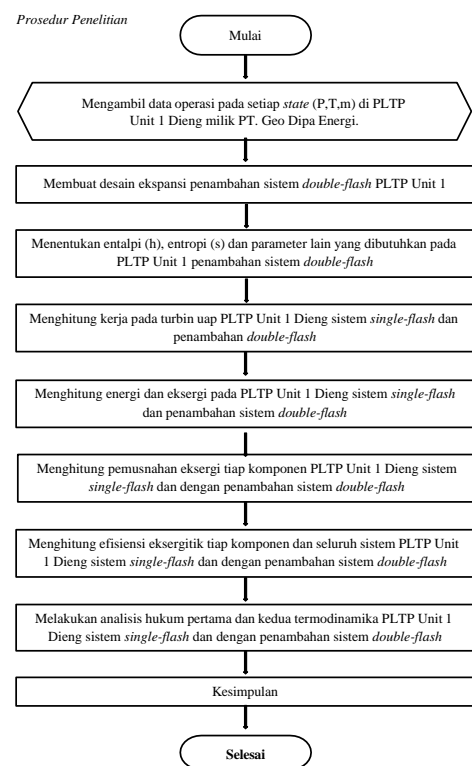 Prosedur Penelitian
Mulai
Mengambil data operasi pada setiap state (P,T,m) di PLTP
Unit 1 Dieng milik PT. Geo Dipa Energi.
Membuat desain ekspansi penambahan sistem double-flash PLTP Unit 1
Menentukan entalpi (h), entropi (s) dan parameter lain yang dibutuhkan pada
PLTP Unit 1 penambahan sistem double-flash
Menghitung kerja pada turbin uap PLTP Unit 1 Dieng sistem single-flash dan
penambahan double-flash
Menghitung energi dan eksergi pada PLTP Unit 1 Dieng sistem single-flash
dan penambahan sistem double-flash
Menghitung pemusnahan eksergi tiap komponen PLTP Unit 1 Dieng sistem
single-flash dan dengan penambahan sistem double-flash
Menghitung efisiensi eksergitik tiap komponen dan seluruh sistem PLTP Unit
1 Dieng sistem single-flash dan dengan penambahan sistem double-flash
Melakukan analisis hukum pertama dan kedua termodinamika PLTP Unit 1
Dieng sistem single-flash dan dengan penambahan sistem double-flash
Kesimpulan
Selesai